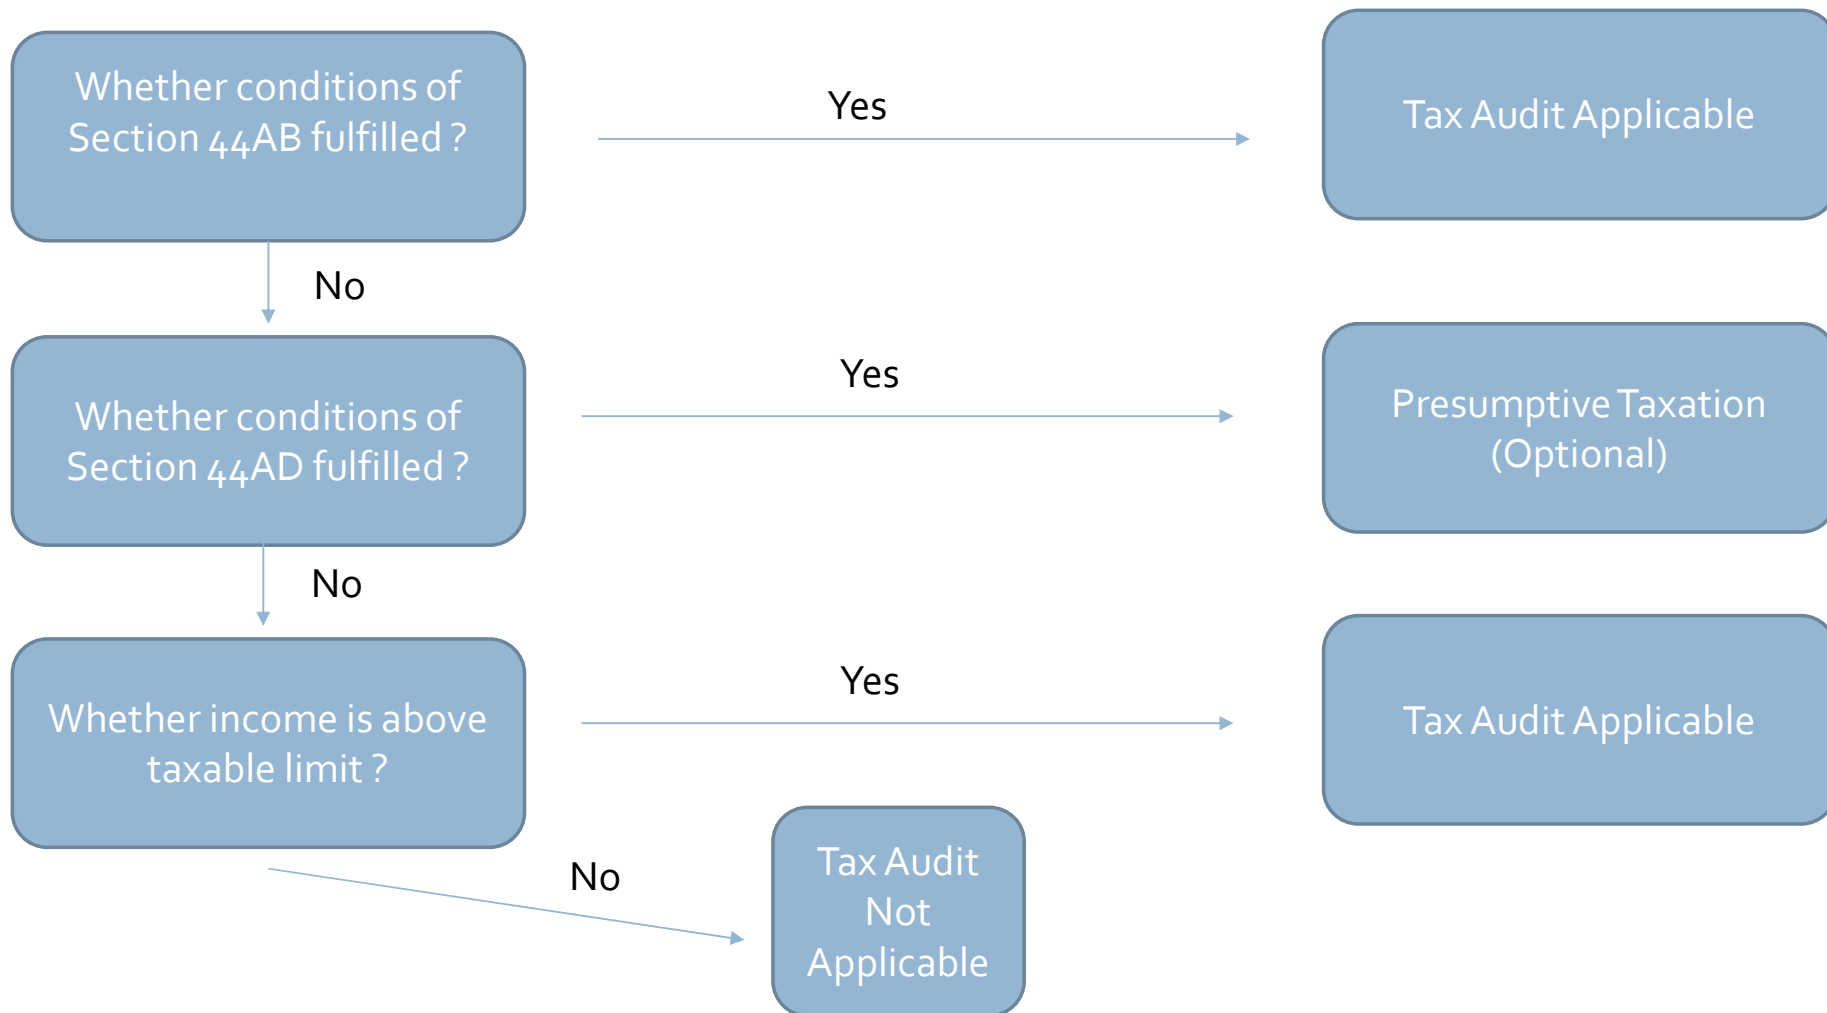 Whether conditions of
Section 44AB fulfilled ?
Yes
Tax Audit Applicable
No
Whether conditions of
Section 44AD fulfilled ?
Yes
Presumptive Taxation
(Optional)
No
Whether income is above
taxable limit ?
Yes
Tax Audit Applicable
No
Tax Audit
Not
Applicable